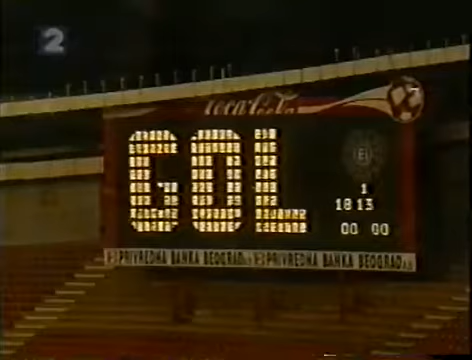 2
Coca-Cola
GOL
1
18 13
00 00
PRIVREDNA BANKA BEOGRAD PRIVREDNA BANKA BEOGRAD